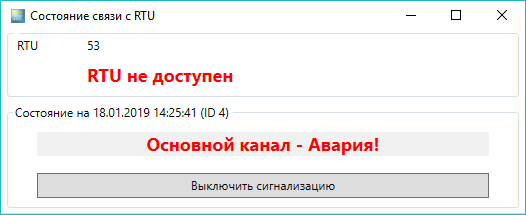 Состояние связи с RTU
RTU 53
RTU не доступен
Состояние на 18.01.2019 14:25:41 (ID 4)
Основной канал - Авария!
Выключить сигнализацию